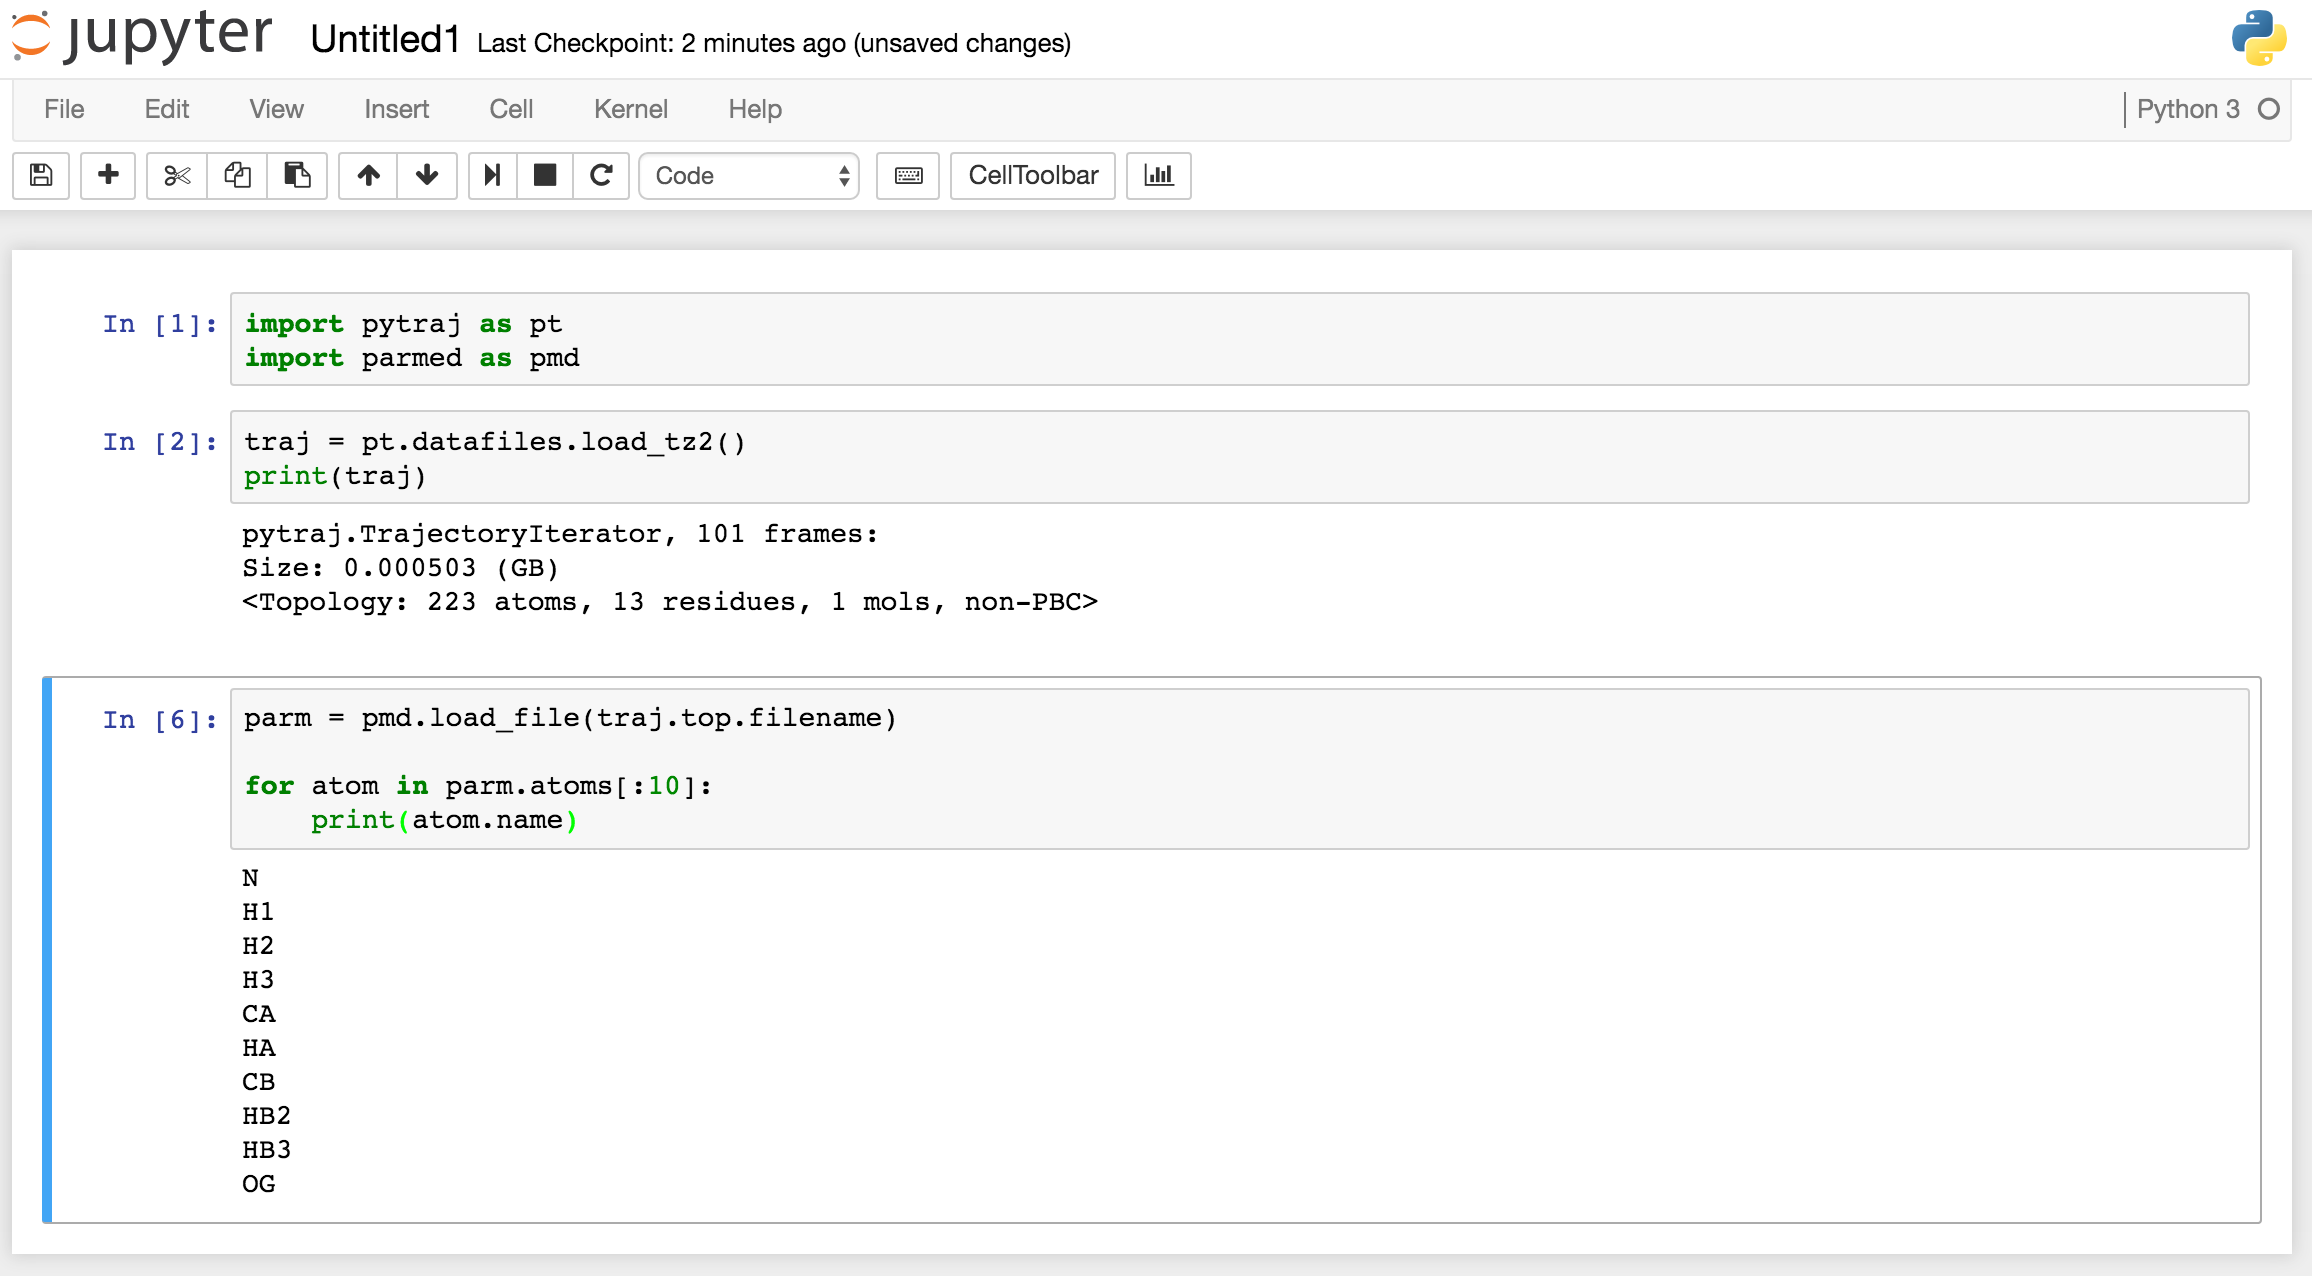 jupyter Untitled1 Last Checkpoint: 2 minutes ago (unsaved changes)
File Edit View Insert Cell Kernel Help Python 3
Code CellToolbar
In [1]: import pytraj as pt
import parmed as pmd
In [2]: traj = pt.datafiles.load_tz2()
print(traj)
pytraj.TrajectoryIterator, 101 frames:
Size: 0.000503 (GB)
<Topology: 223 atoms, 13 residues, 1 mols, non-PBC>
In [6]: parm = pmd.load_file(traj.top.filename)
for atom in parm.atoms[:10]:
    print(atom.name)
N
H1
H2
H3
CA
HA
CB
HB2
HB3
OG